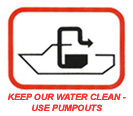 KEEP OUR WATER CLEAN -
USE PUMPOUTS